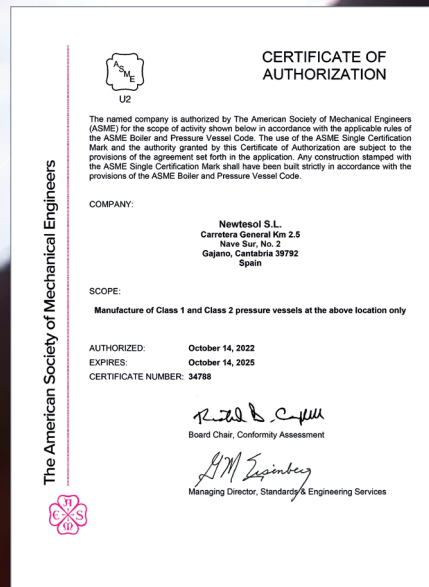 ASME
U2
CERTIFICATE OF
AUTHORIZATION
The named company is authorized by The American Society of Mechanical Engineers
(ASME) for the scope of activity shown below in accordance with the applicable rules of
the ASME Boiler and Pressure Vessel Code. The use of the ASME Single Certification
Mark and the authority granted by this Certificate of Authorization are subject to the
provisions of the agreement set forth in the application. Any construction stamped with
the ASME Single Certification Mark shall have been built strictly in accordance with the
provisions of the ASME Boiler and Pressure Vessel Code.
COMPANY:
Newtesol S.L.
Carretera General Km 2.5
Nave Sur, No. 2
Gajano, Cantabria 39792
Spain
SCOPE:
Manufacture of Class 1 and Class 2 pressure vessels at the above location only
AUTHORIZED: October 14, 2022
EXPIRES: October 14, 2025
CERTIFICATE NUMBER: 34788
Board Chair, Conformity Assessment
Managing Director, Standards & Engineering Services
The American Society of Mechanical Engineers
ASME